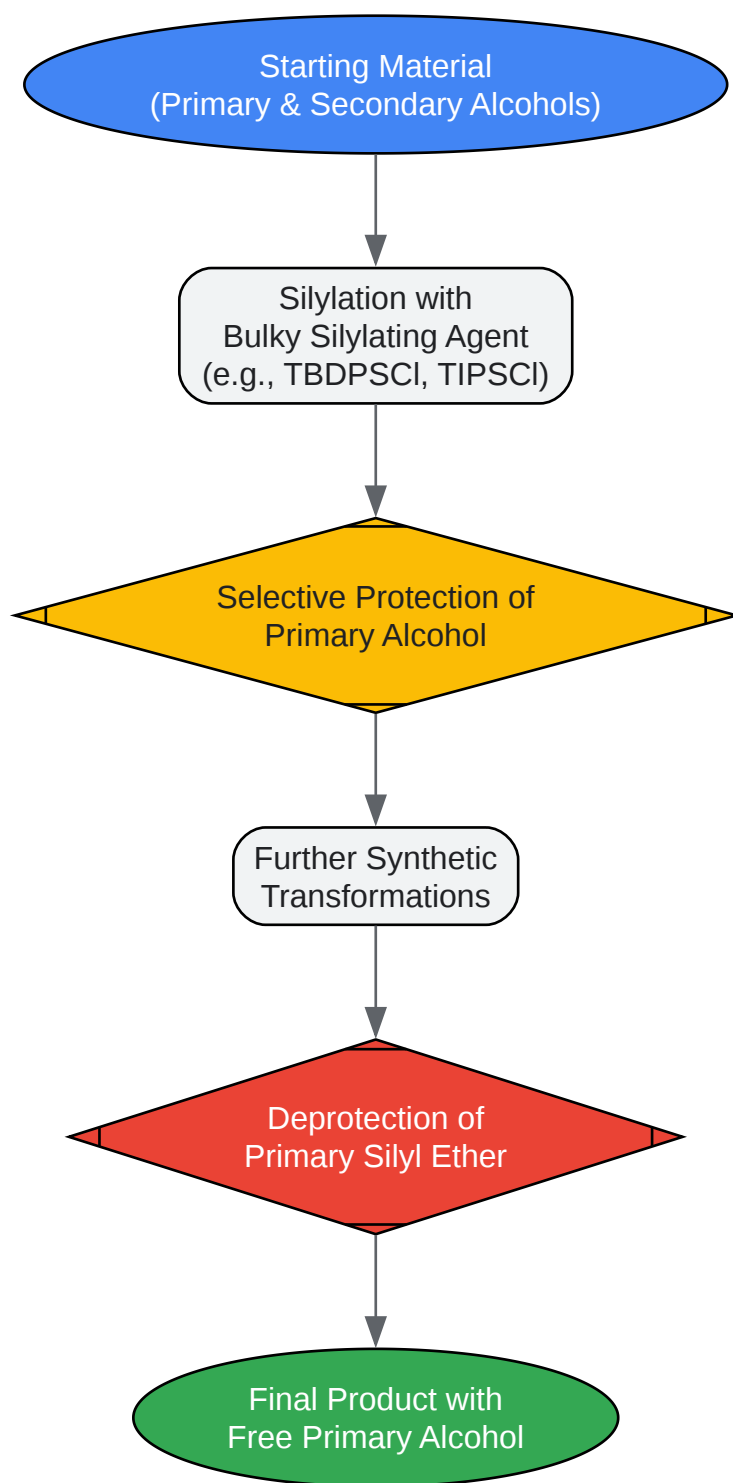 Starting Material
(Primary & Secondary Alcohols)
Silylation with
Bulky Silylating Agent
(e.g., TBDPSCl, TIPSCl)
Selective Protection of
Primary Alcohol
Further Synthetic
Transformations
Deprotection of
Primary Silyl Ether
Final Product with
Free Primary Alcohol